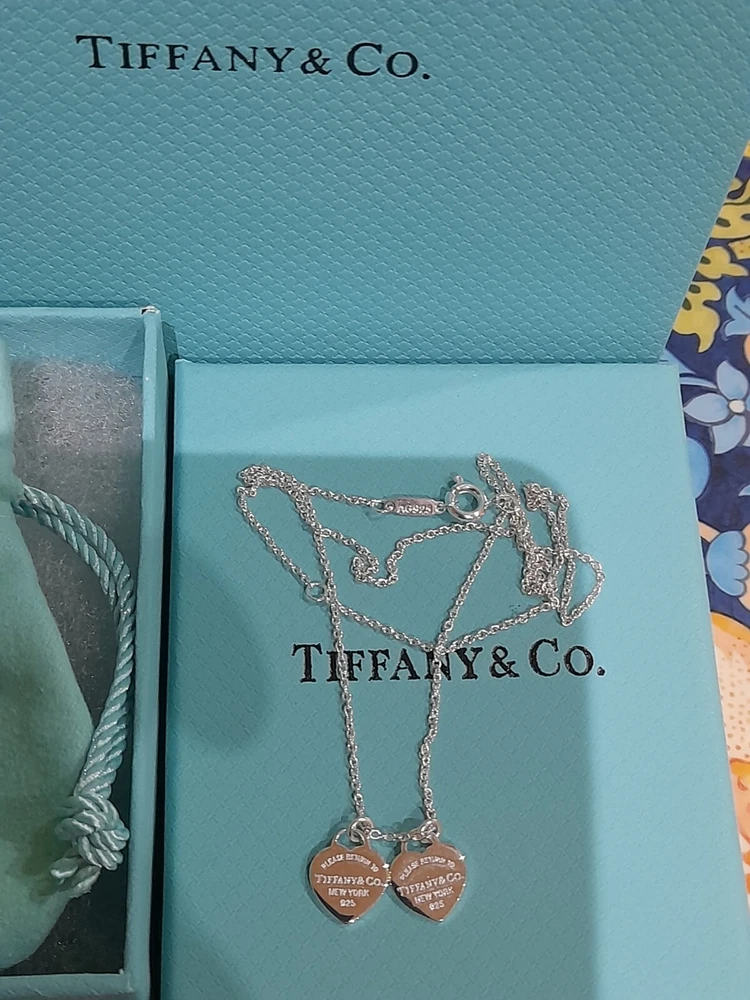 TIFFANY & CO.
AG925
TIFFANY & CO.
PLEASE RETURN TO
TIFFANY & CO.
NEW YORK
925
PLEASE RETURN TO
TIFFANY & CO.
NEW YORK
925